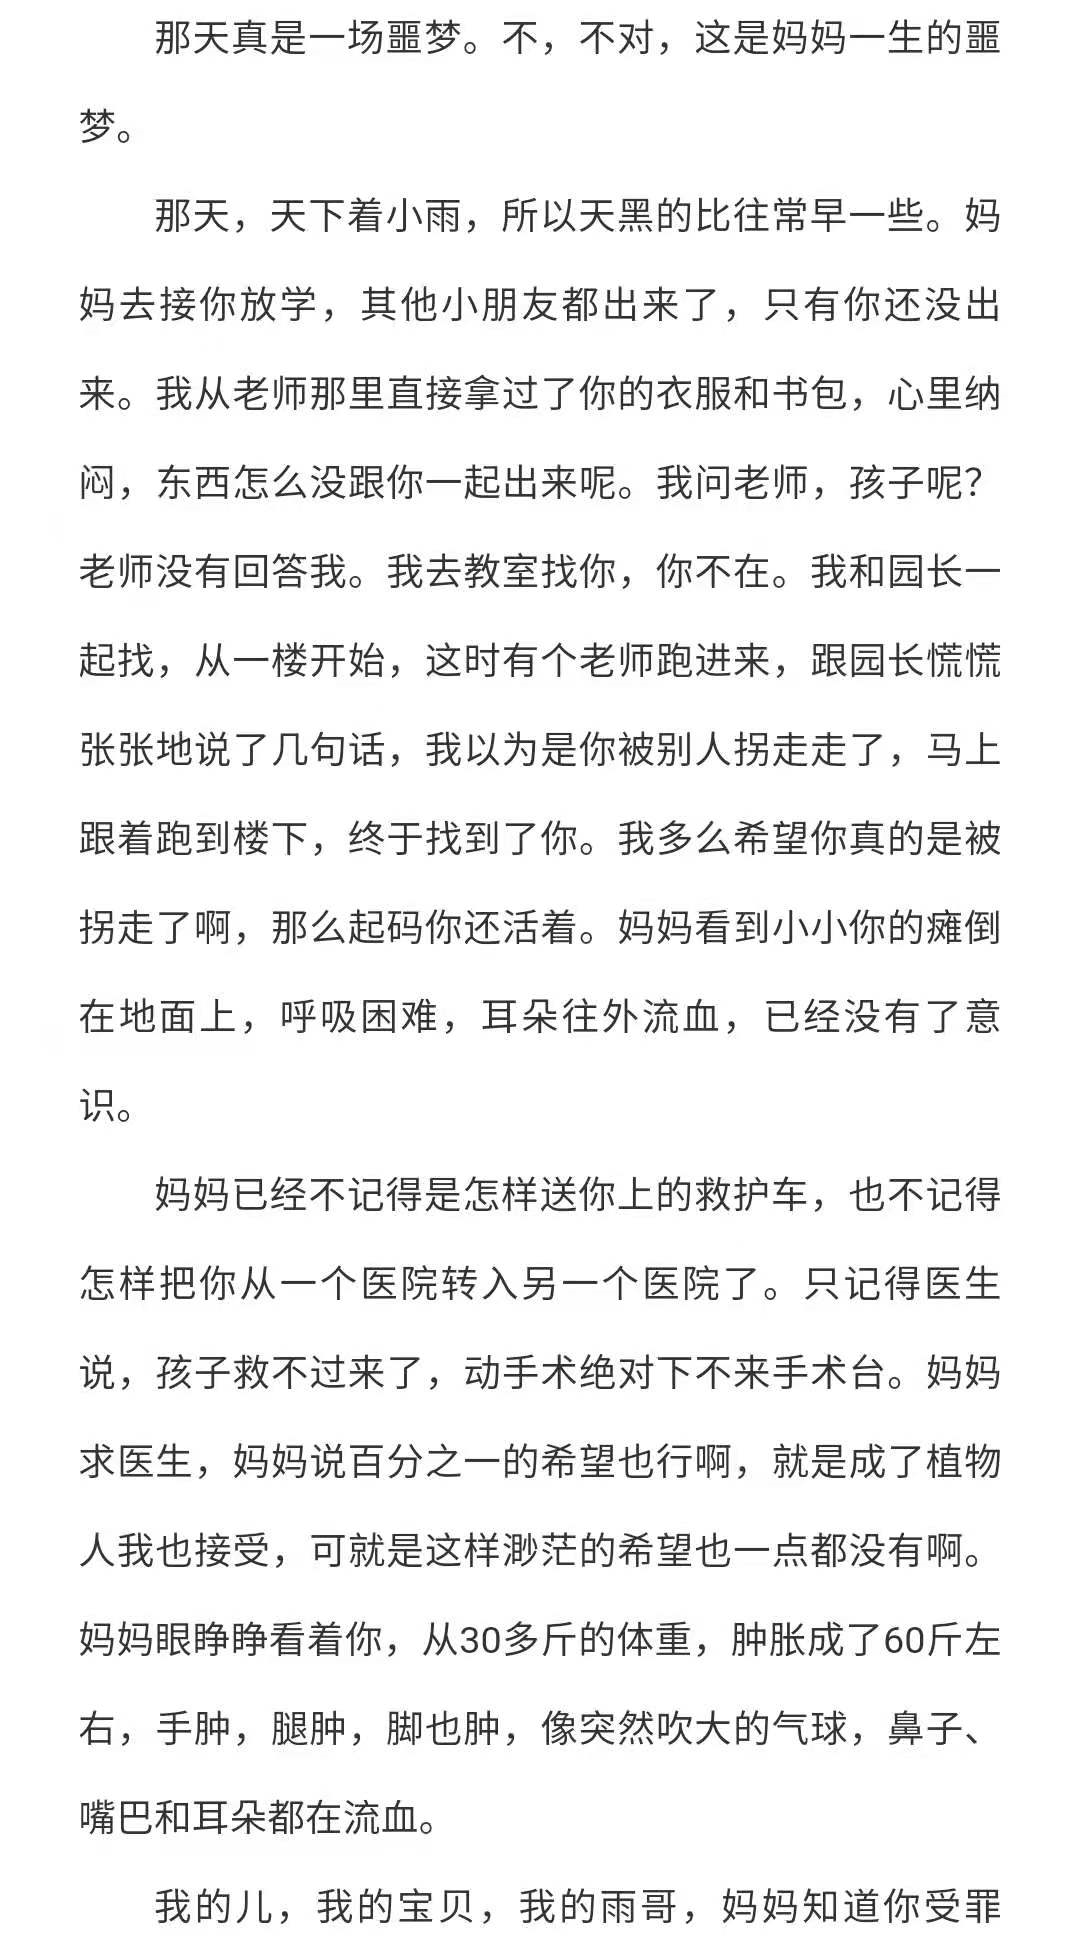 那天真是一场噩梦。不，不对，这是妈妈一生的噩
梦。
那天，天下着小雨，所以天黑的比往常早一些。妈
妈去接你放学，其他小朋友都出来了，只有你还没出
来。我从老师那里直接拿过了你的衣服和书包，心里纳
闷，东西怎么没跟你一起出来呢。我问老师，孩子呢？
老师没有回答我。我去教室找你，你不在。我和园长一
起找，从一楼开始，这时有个老师跑进来，跟园长慌慌
张张地说了几句话，我以为是你被别人拐走走了，马上
跟着跑到楼下，终于找到了你。我多么希望你真的是被
拐走了啊，那么起码你还活着。妈妈看到小小你的瘫倒
在地面上，呼吸困难，耳朵往外流血，已经没有了意
识。
妈妈已经不记得是怎样送你上的救护车，也不记得
怎样把你从一个医院转入另一个医院了。只记得医生
说，孩子救不过来了，动手术绝对下不来手术台。妈妈
求医生，妈妈说百分之一的希望也行啊，就是成了植物
人我也接受，可就是这样渺茫的希望也一点都没有啊。
妈妈眼睁睁看着你，从30多斤的体重，肿胀成了60斤左
右，手肿，腿肿，脚也肿，像突然吹大的气球，鼻子、
嘴巴和耳朵都在流血。
我的儿，我的宝贝，我的雨哥，妈妈知道你受罪